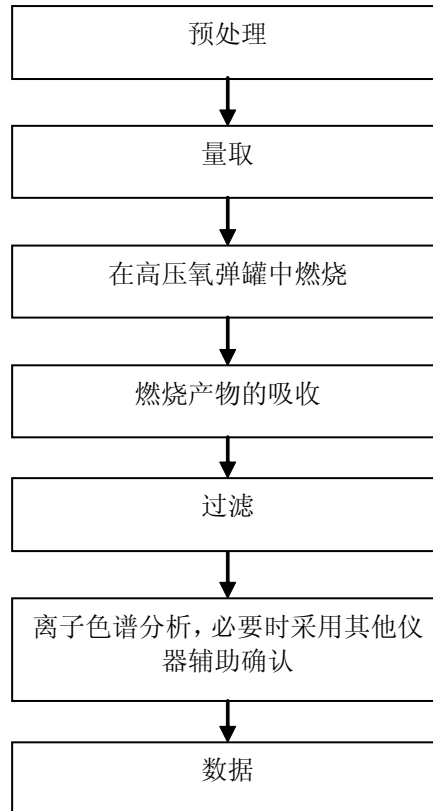 预处理
量取
在高压氧弹罐中燃烧
燃烧产物的吸收
过滤
离子色谱分析，必要时采用其他仪
器辅助确认
数据